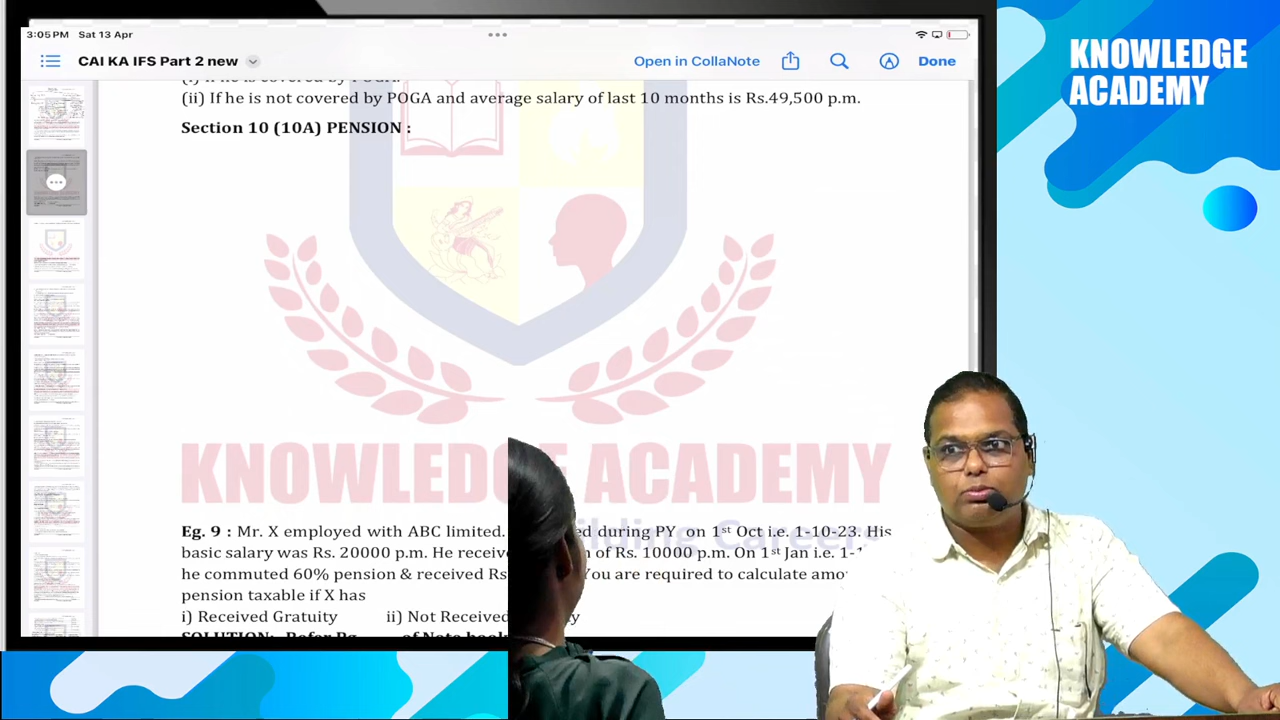 3:05 PM Sat 13 Apr
CAI KA IFS Part 2 new
Open in CollaNote
Done
(ii) If he is not covered by POGA and average salary of last 10 months is Rs. 49,500 p.m.
Section 10 (10A) PENSION :
KNOWLEDGE ACADEMY
Eg. 9 : Mr. X employed with ABC limited. during PY on 1st Oct i.e. 1-10-23. His
basic salary was Rs. 20000 p.m. He of Rs. 10000 p.m. On 1st Jan i.e.
he commuted 60% pension & You are required to
pension taxable if X has
i) Received Gratuity ii) Not Received
KNOWLEDGE
ACADEMY